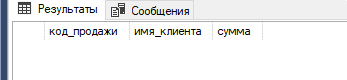 Результаты Сообщения
код_продажи имя_клиента сумма